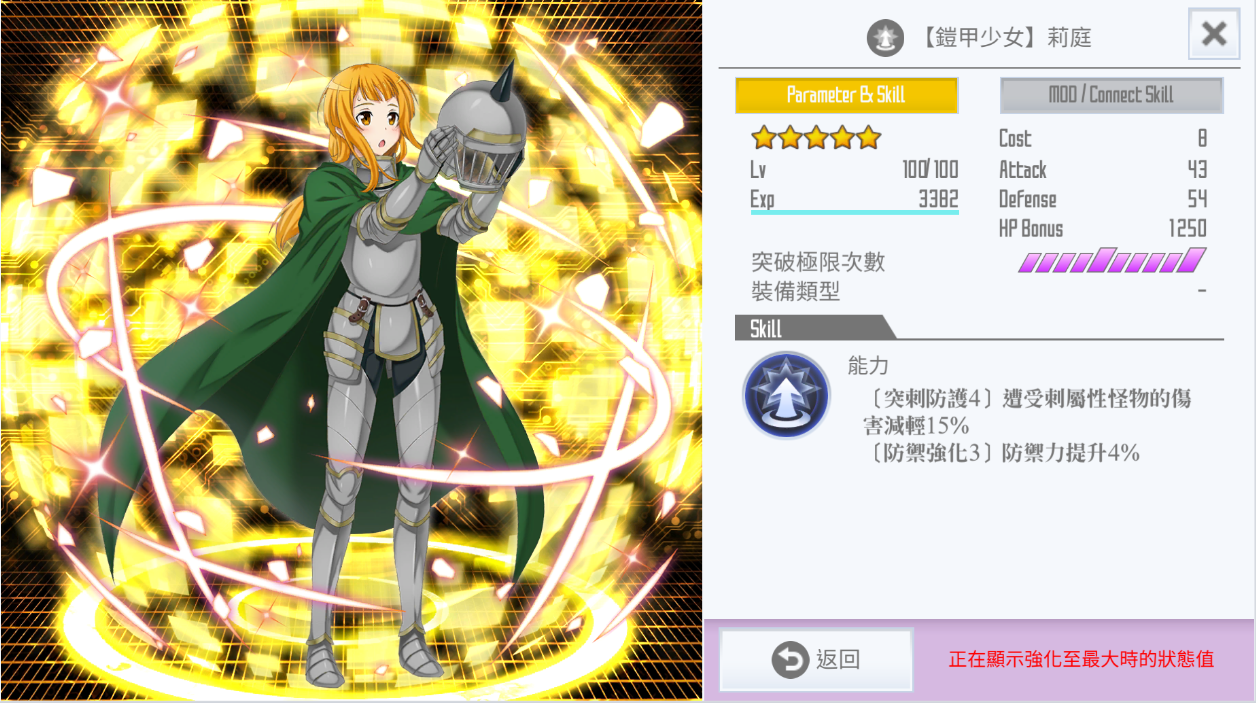 【鎧甲少女】莉庭
Parameter & Skill
MOD / Connect Skill
Lv 100/100
Exp 3382
Cost 8
Attack 43
Defense 54
HP Bonus 1250
突破極限次數
裝備類型 -
Skill
能力
〔突刺防護4〕遭受刺屬性怪物的傷
害減輕15%
〔防禦強化3〕防禦力提升4%
返回
正在顯示強化至最大時的狀態值